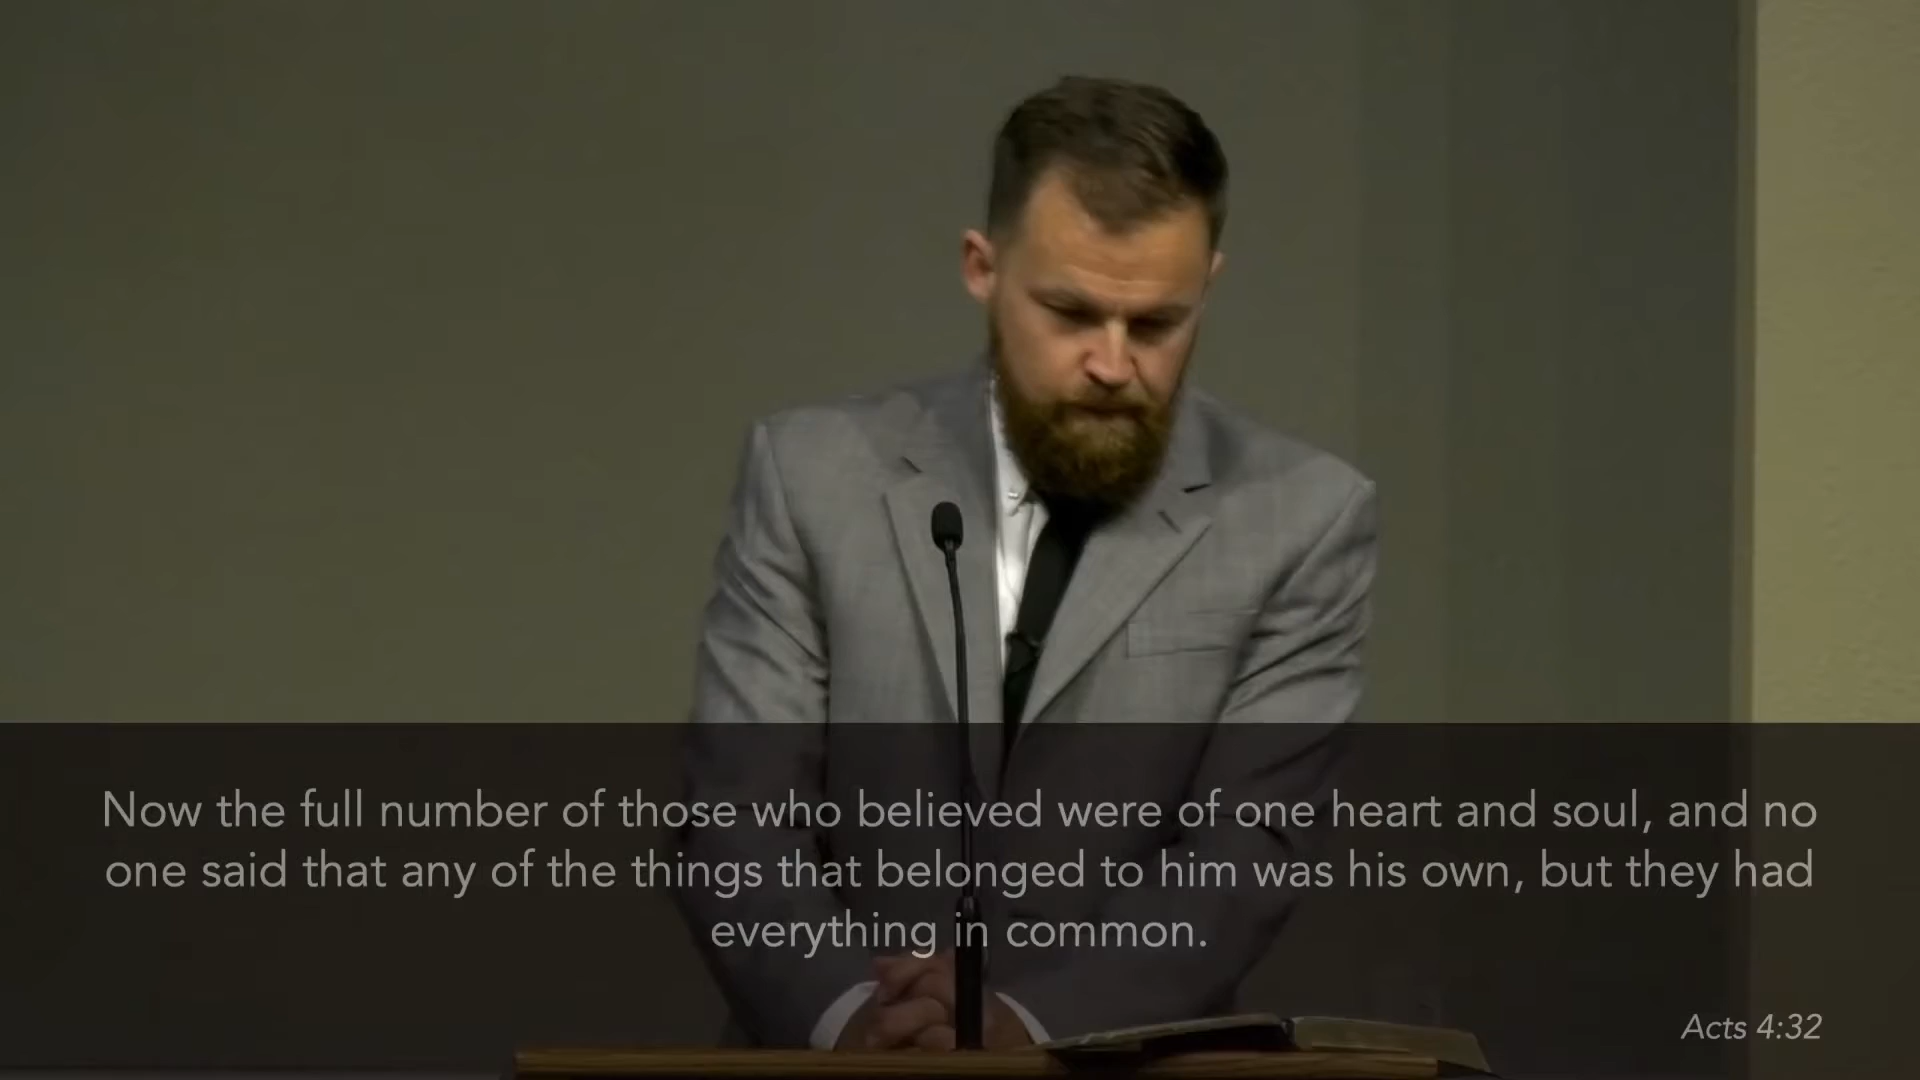 Now the full number of those who believed were of one heart and soul, and no
one said that any of the things that belonged to him was his own, but they had
everything in common.
Acts 4:32